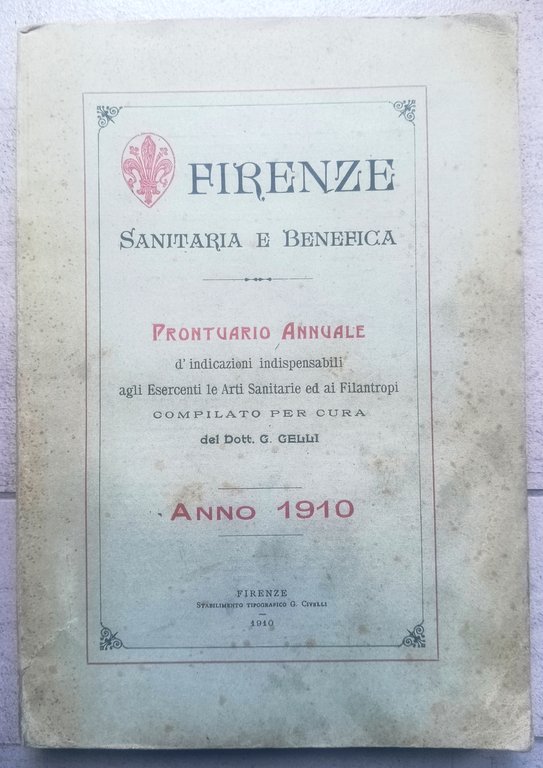 FIRENZE
SANITARIA E BENEFICA
PRONTUARIO ANNUALE
d' indicazioni indispensabili
agli Esercenti le Arti Sanitarie ed ai Filantropi
COMPILATO PER CURA
del Dott. G. GELLI
ANNO 1910
FIRENZE
STABILIMENTO TIPOGRAFICO G. CIVELLI
1910